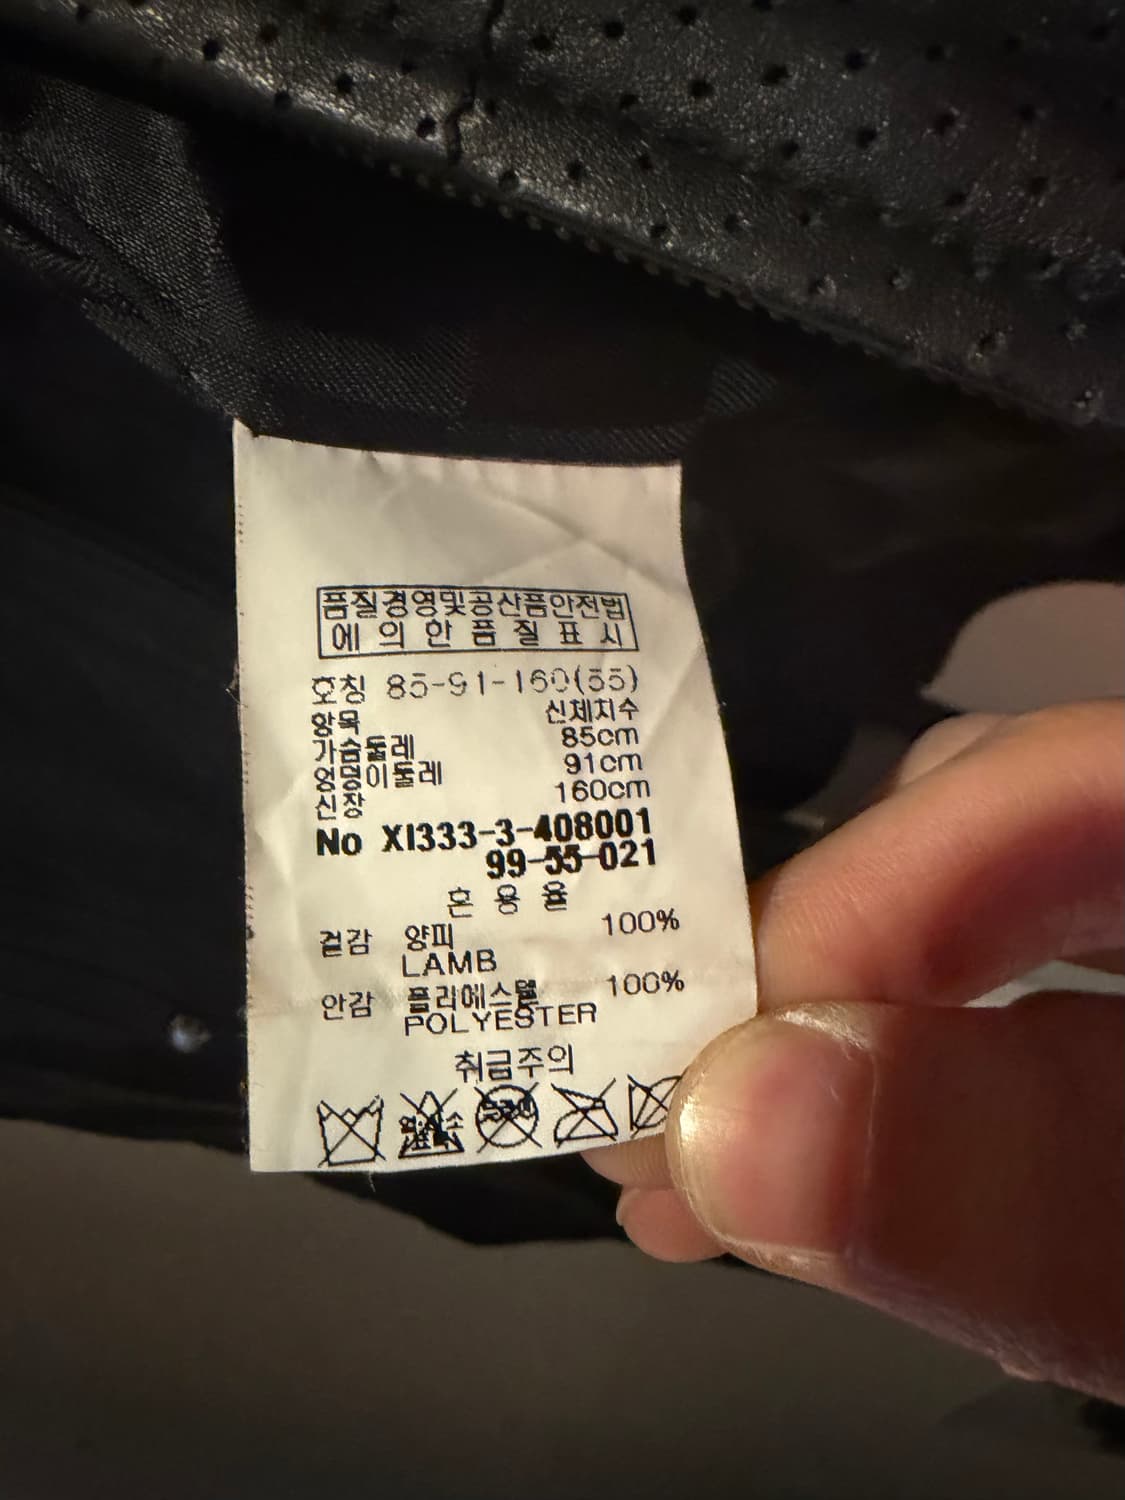 품질경영및공산품안전법
에 의 한 품 질 표 시
호칭 85-91-160(55)
항목 신체치수
가슴둘레 85cm
엉덩이둘레 91cm
신장 160cm
No XI333-3-408001
99-55-021
혼 용 율
겉감 양피 100%
LAMB
안감 폴리에스텔 100%
POLYESTER
취급주의